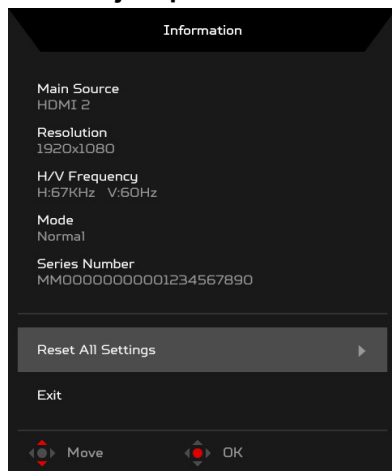 Information
Main Source
HDMI 2
Resolution
1920x1080
H/V Frequency
H:67KHz V:60Hz
Mode
Normal
Series Number
MM00000000001234567890
Reset All Settings
Exit
Move OK